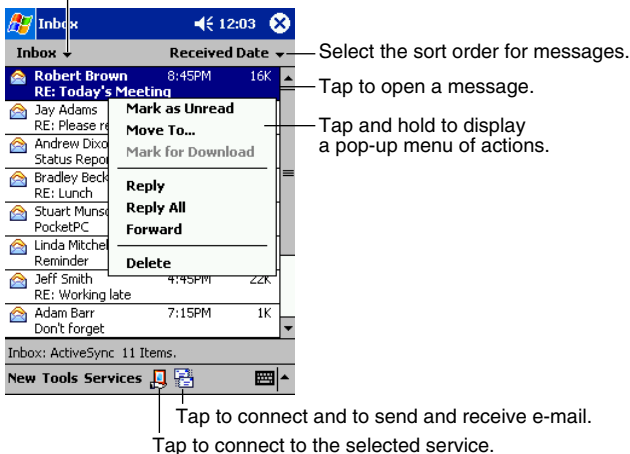 Inbox 12:03
Inbox Received Date
Select the sort order for messages.
Robert Brown 8:45PM 16K
RE: Today's Meeting
Tap to open a message.
Jay Adams
RE: Please re
Mark as Unread
Move To...
Mark for Download
Reply
Reply All
Forward
Delete
Tap and hold to display
a pop-up menu of actions.
Andrew Dixo
Status Repor
Bradley Beck
RE: Lunch
Stuart Munso
PocketPC
Linda Mitchel
Reminder
Jeff Smith 4:45PM 22K
RE: Working late
Adam Barr 7:15PM 1K
Don't forget
Inbox: ActiveSync 11 Items.
New Tools Services
Tap to connect and to send and receive e-mail.
Tap to connect to the selected service.